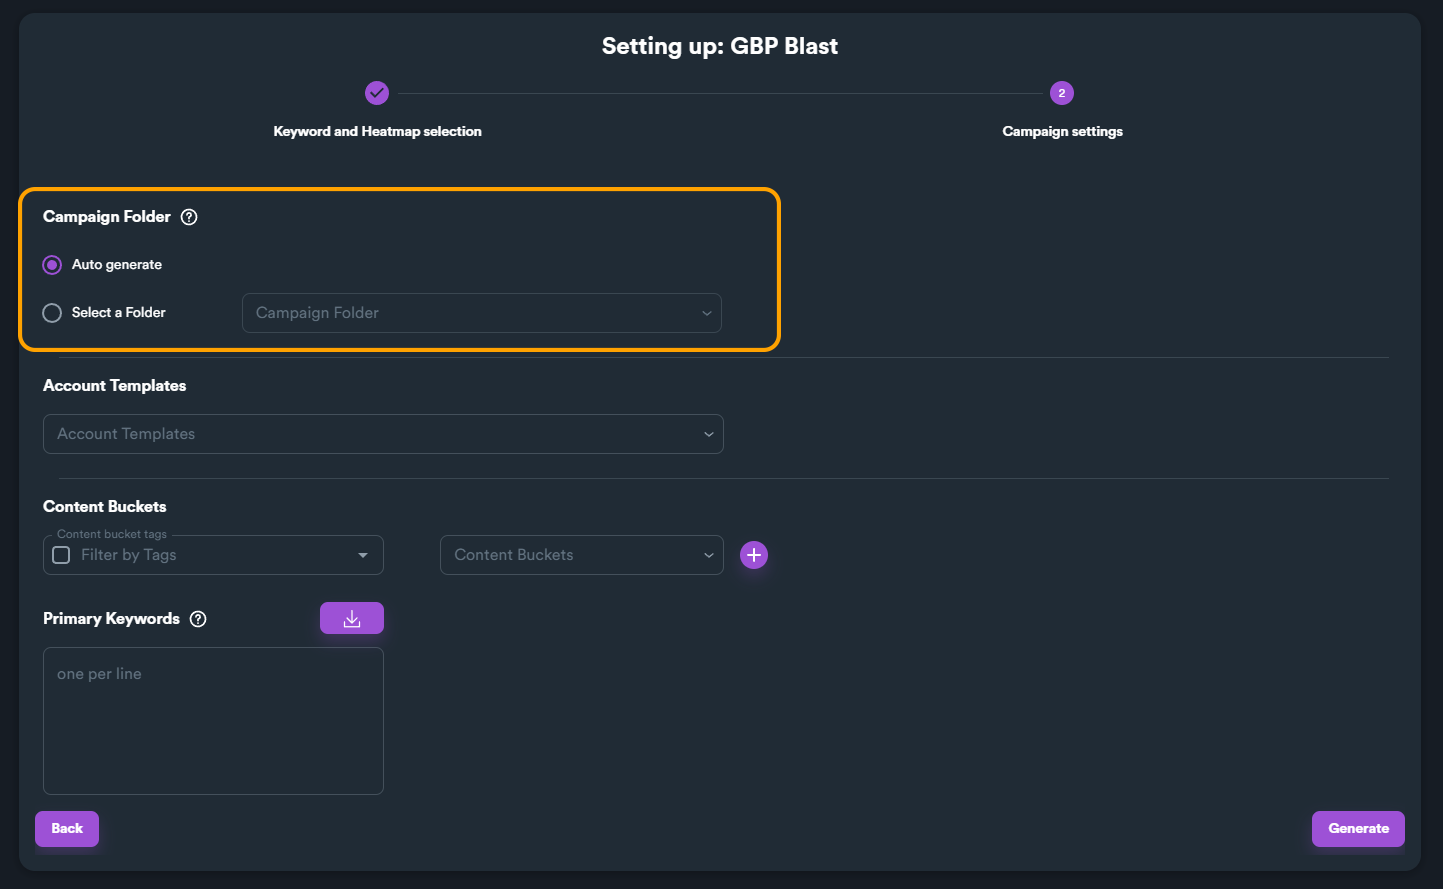 Setting up: GBP Blast
2
Keyword and Heatmap selection
Campaign settings
Campaign Folder ?
Auto generate
Select a Folder
Campaign Folder
Account Templates
Account Templates
Content Buckets
Content bucket tags
Filter by Tags
Content Buckets
Primary Keywords ?
one per line
Back
Generate